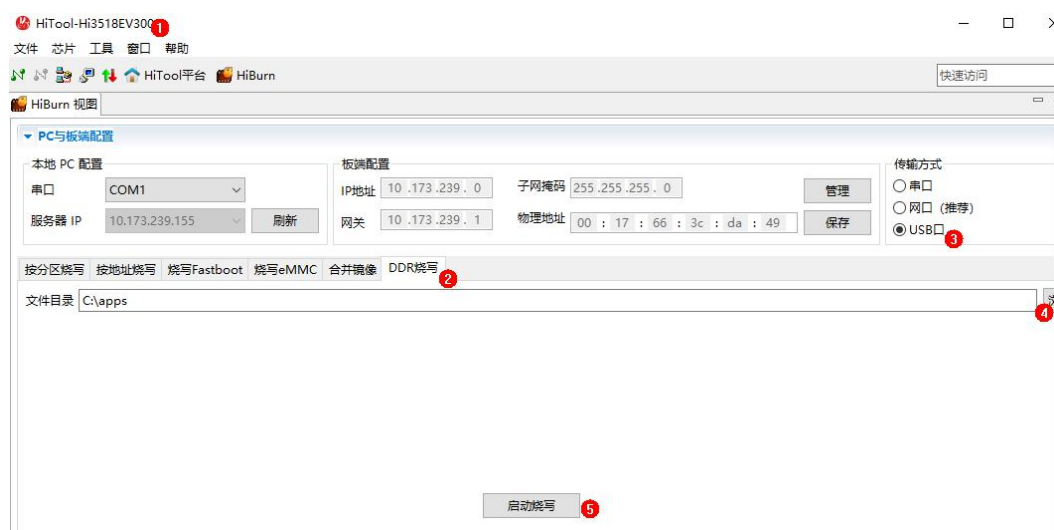 HiTool-Hi3518EV300 1
文件 芯片 工具 窗口 帮助
HiTool平台 HiBurn
快速访问
HiBurn 视图
PC与板端配置
本地 PC 配置 板端配置 传输方式
串口 COM1 IP地址 10 .173 .239 . 0 子网掩码 255 .255 .255 . 0 管理 串口
网口 (推荐)
服务器 IP 10.173.239.155 刷新 网关 10 .173 .239 . 1 物理地址 00 : 17 : 66 : 3c : da : 49 保存 USB口 3
按分区烧写 按地址烧写 烧写Fastboot 烧写eMMC 合并镜像 DDR烧写 2
文件目录 C:\apps
4
启动烧写 5